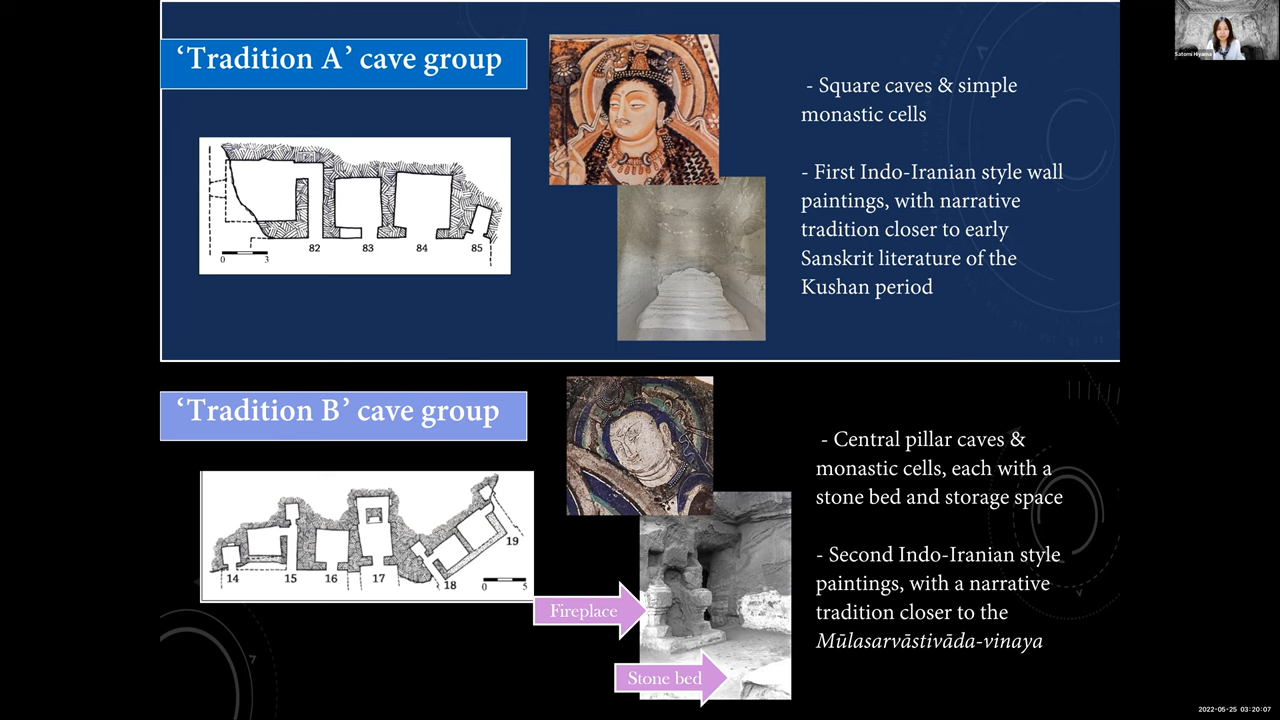 ‘Tradition A’ cave group
82
83
84
85
0
3
- Square caves & simple
monastic cells
- First Indo-Iranian style wall
paintings, with narrative
tradition closer to early
Sanskrit literature of the
Kushan period
Satomi Hiyama
‘Tradition B’ cave group
14
15
16
17
18
19
0
5
Fireplace
Stone bed
- Central pillar caves &
monastic cells, each with a
stone bed and storage space
- Second Indo-Iranian style
paintings, with a narrative
tradition closer to the
Mūlasarvāstivāda-vinaya
2022-05-25 03:20:07